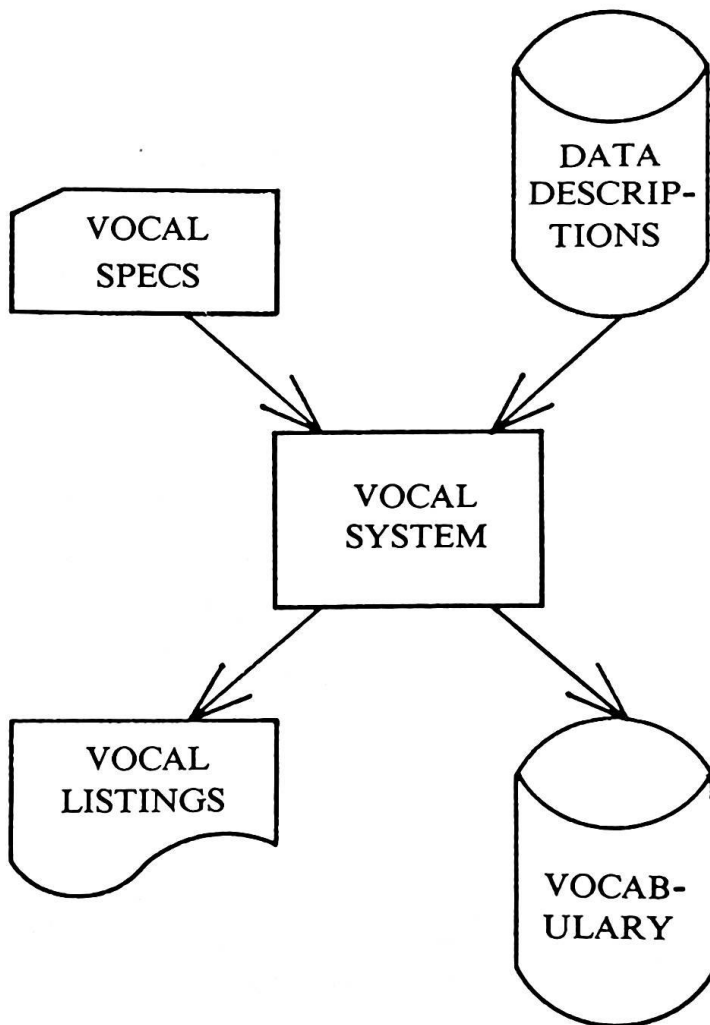 VOCAL
SPECS
DATA
DESCRIP-
TIONS
VOCAL
SYSTEM
VOCAL
LISTINGS
VOCAB-
ULARY